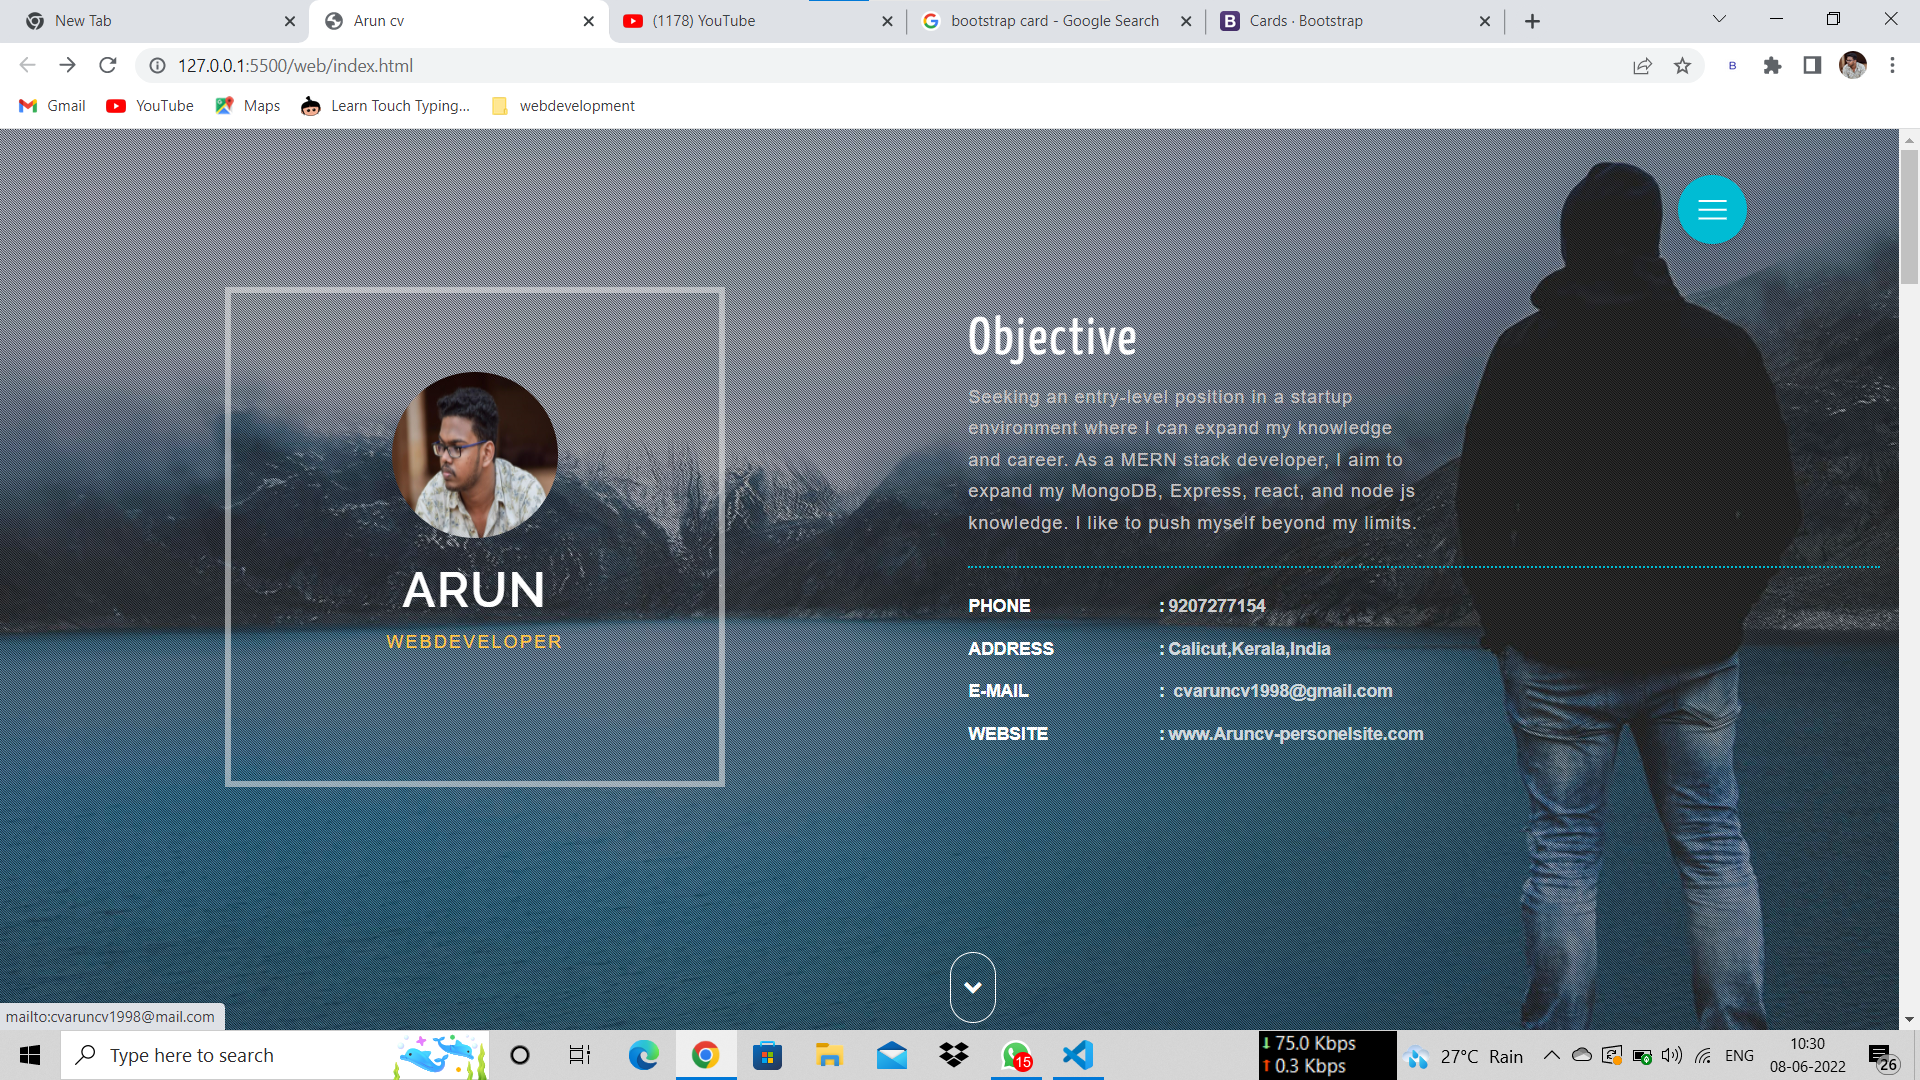 New Tab
Arun cv
(1178) YouTube
bootstrap card - Google Search
B
Cards · Bootstrap
127.0.0.1:5500/web/index.html
B
Gmail
YouTube
Maps
Learn Touch Typing...
webdevelopment
Objective
Seeking an entry-level position in a startup
environment where I can expand my knowledge
and career. As a MERN stack developer, I aim to
expand my MongoDB, Express, react, and node js
knowledge. I like to push myself beyond my limits.
ARUN
WEBDEVELOPER
PHONE : 9207277154
ADDRESS : Calicut,Kerala,India
E-MAIL : cvaruncv1998@gmail.com
WEBSITE : www.Aruncv-personelsite.com
mailto:cvaruncv1998@mail.com
Type here to search
15
75.0 Kbps
0.3 Kbps
27°C Rain
ENG
10:30
08-06-2022
26